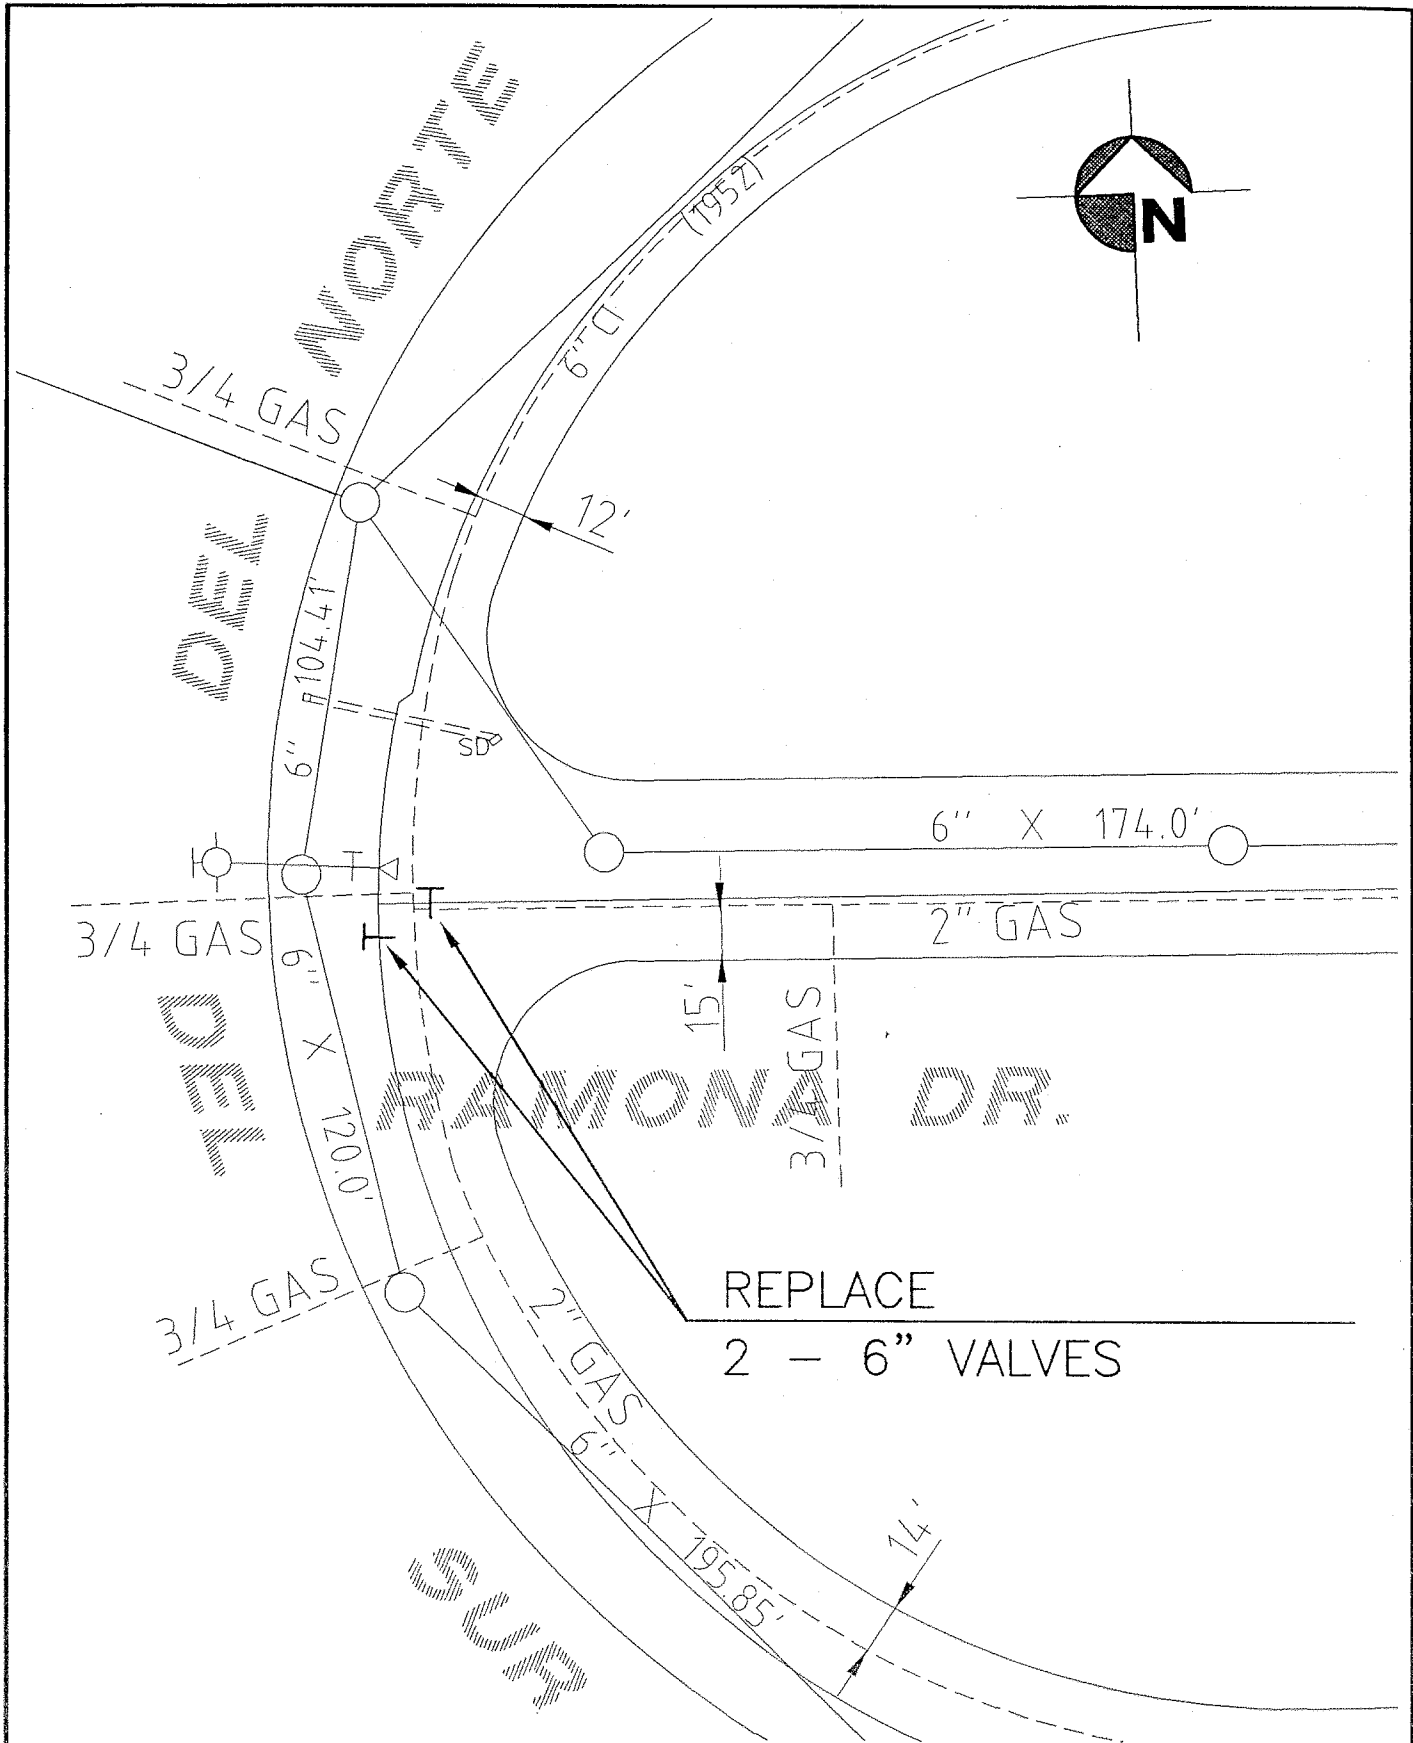 NORTE
(1952)
N
6" CI
3/4 GAS
12'
DEL
6" 104.41'
SD
6" X 174.0'
3/4 GAS
2" GAS
15'
3/4 GAS
6" X 120.0'
DEL
RAMONA DR.
3/4 GAS
REPLACE
2 - 6” VALVES
2" GAS
6" X 195.85'
14'
SUR